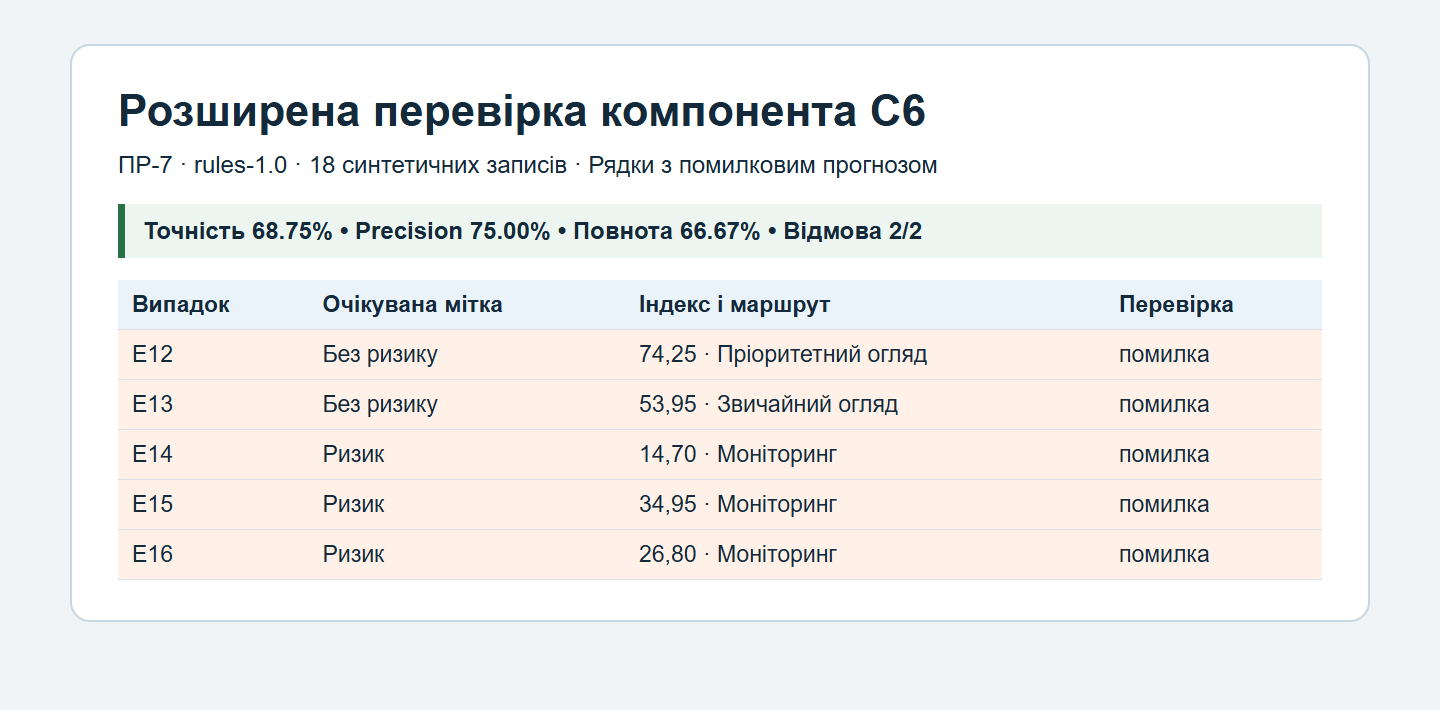 Розширена перевірка компонента С6
ПР-7 · rules-1.0 · 18 синтетичних записів · Рядки з помилковим прогнозом
Точність 68.75% • Precision 75.00% • Повнота 66.67% • Відмова 2/2
Випадок Очікувана мітка Індекс і маршрут Перевірка
E12 Без ризику 74,25 · Пріоритетний огляд помилка
E13 Без ризику 53,95 · Звичайний огляд помилка
E14 Ризик 14,70 · Моніторинг помилка
E15 Ризик 34,95 · Моніторинг помилка
E16 Ризик 26,80 · Моніторинг помилка